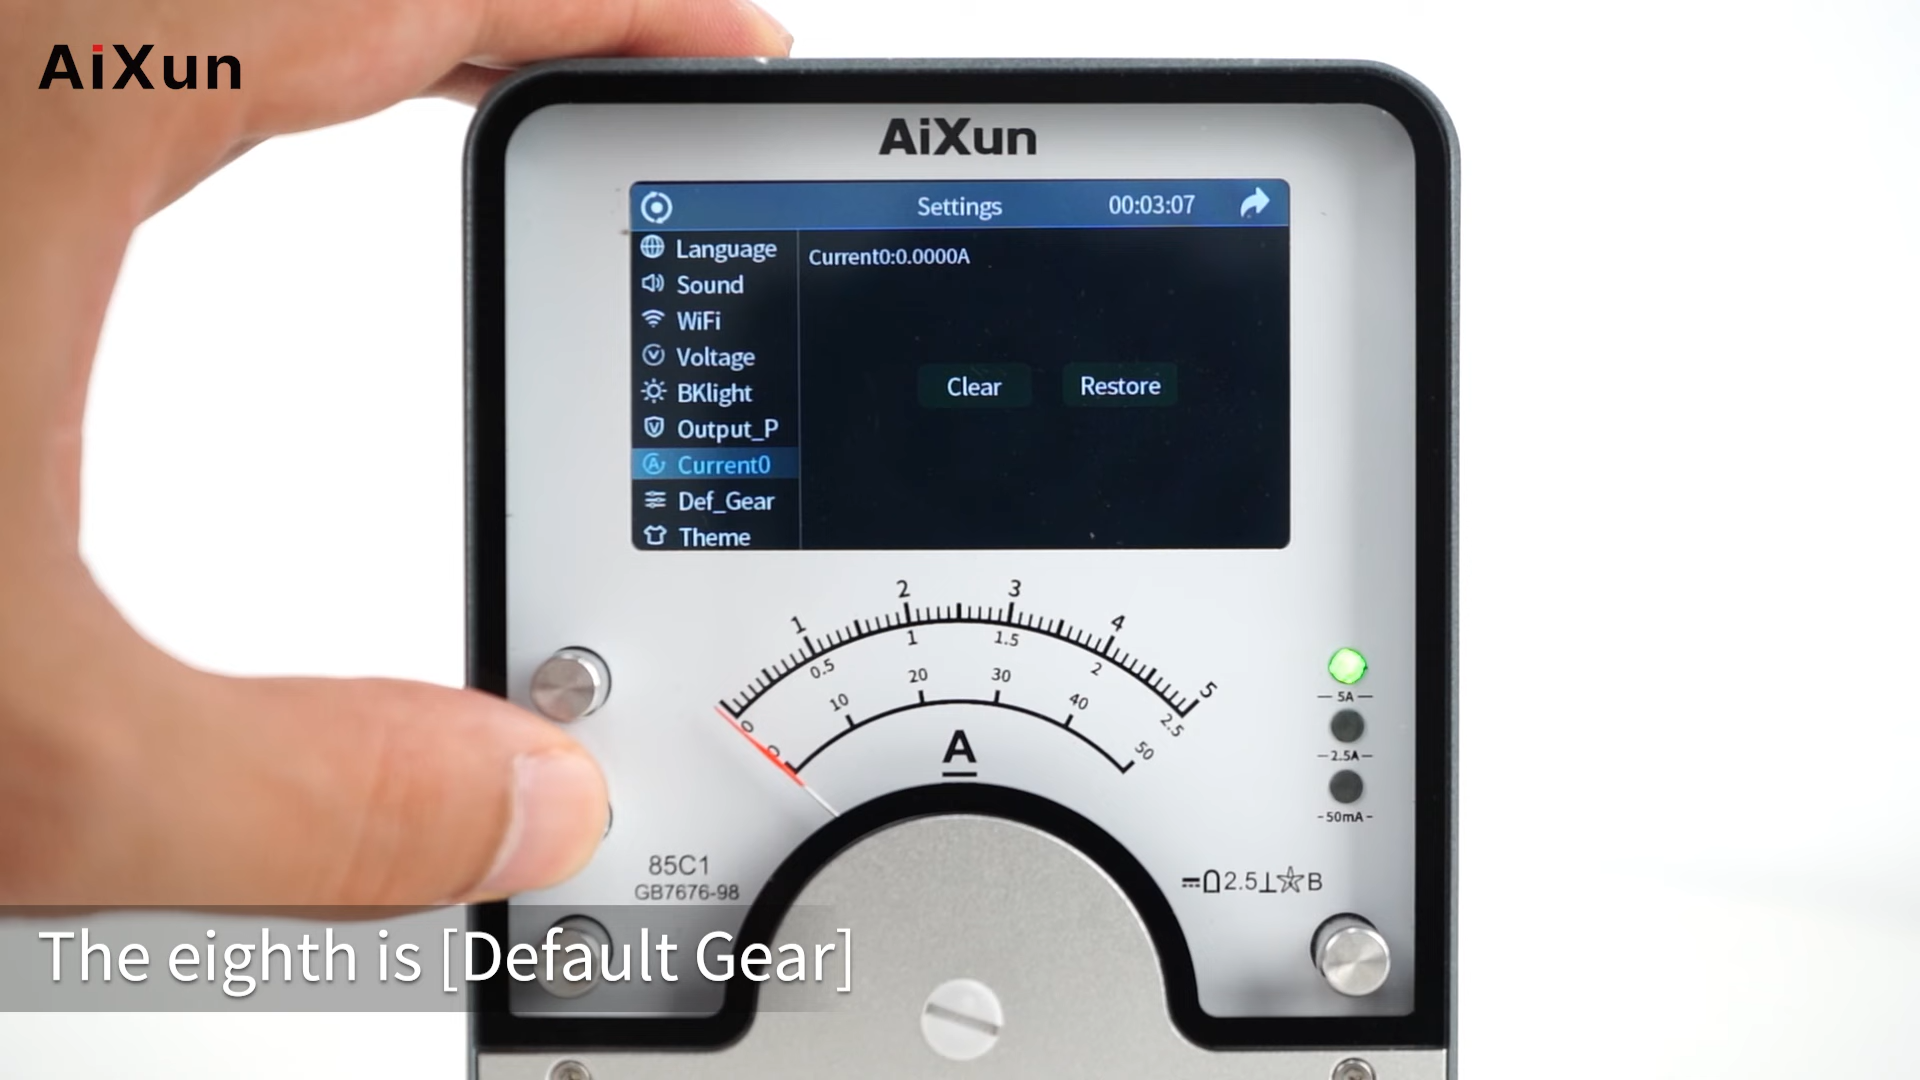 AiXun
AiXun
Settings
00:03:07
Language
Sound
WiFi
Voltage
BKlight
Output_P
Current0
Def_Gear
Theme
Current0:0.0000A
Clear
Restore
0 1 2 3 4 5
0.5 1 1.5 2 2.5
0 10 20 30 40 50
A
5A
2.5A
-50mA-
85C1
GB7676-98
2.5⊥☆B
The eighth is [Default Gear]